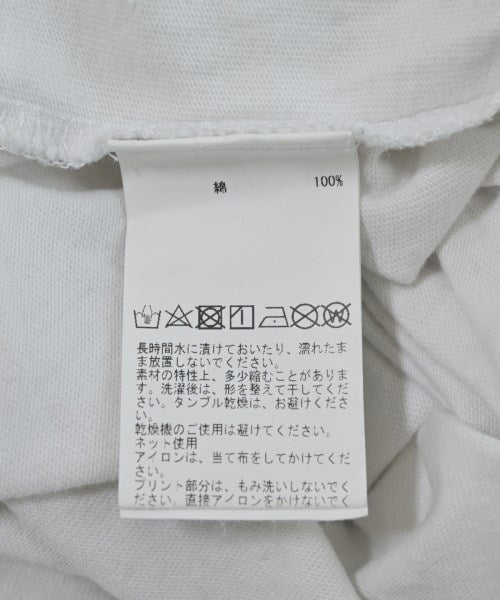 綿 100%
長時間水に漬けておいたり、濡れたま
ま放置しないでください。
素材の特性上、多少縮むことがありま
す。洗濯後は、形を整えて干してくだ
さい。タンブル乾燥は、お避けくださ
い。
乾燥機のご使用は避けてください。
ネット使用
アイロンは、当て布をしてかけてくだ
さい。
プリント部分は、もみ洗いしないでく
ださい。直接アイロンをかけないでく